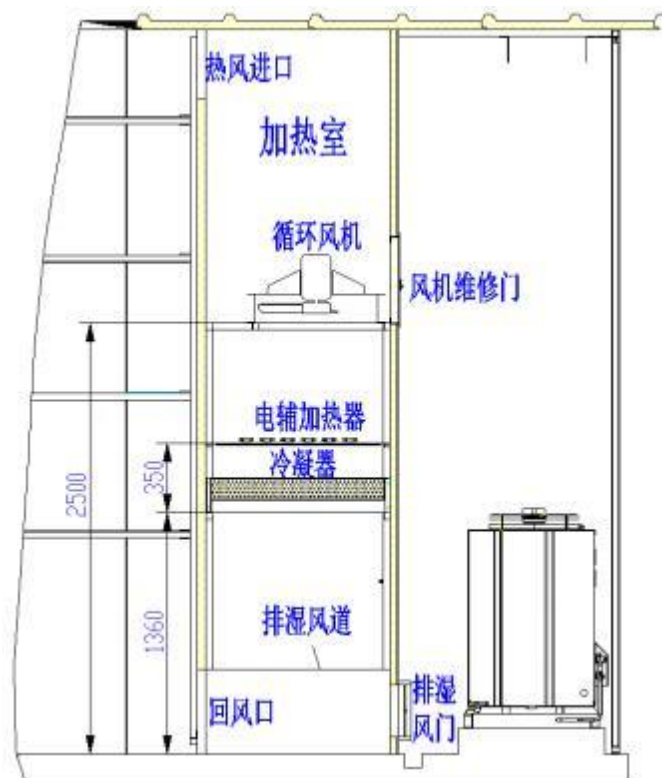 热风进口
加热室
循环风机
风机维修门
电辅加热器
冷凝器
350
2500
1360
排湿风道
回风口
排湿
风门